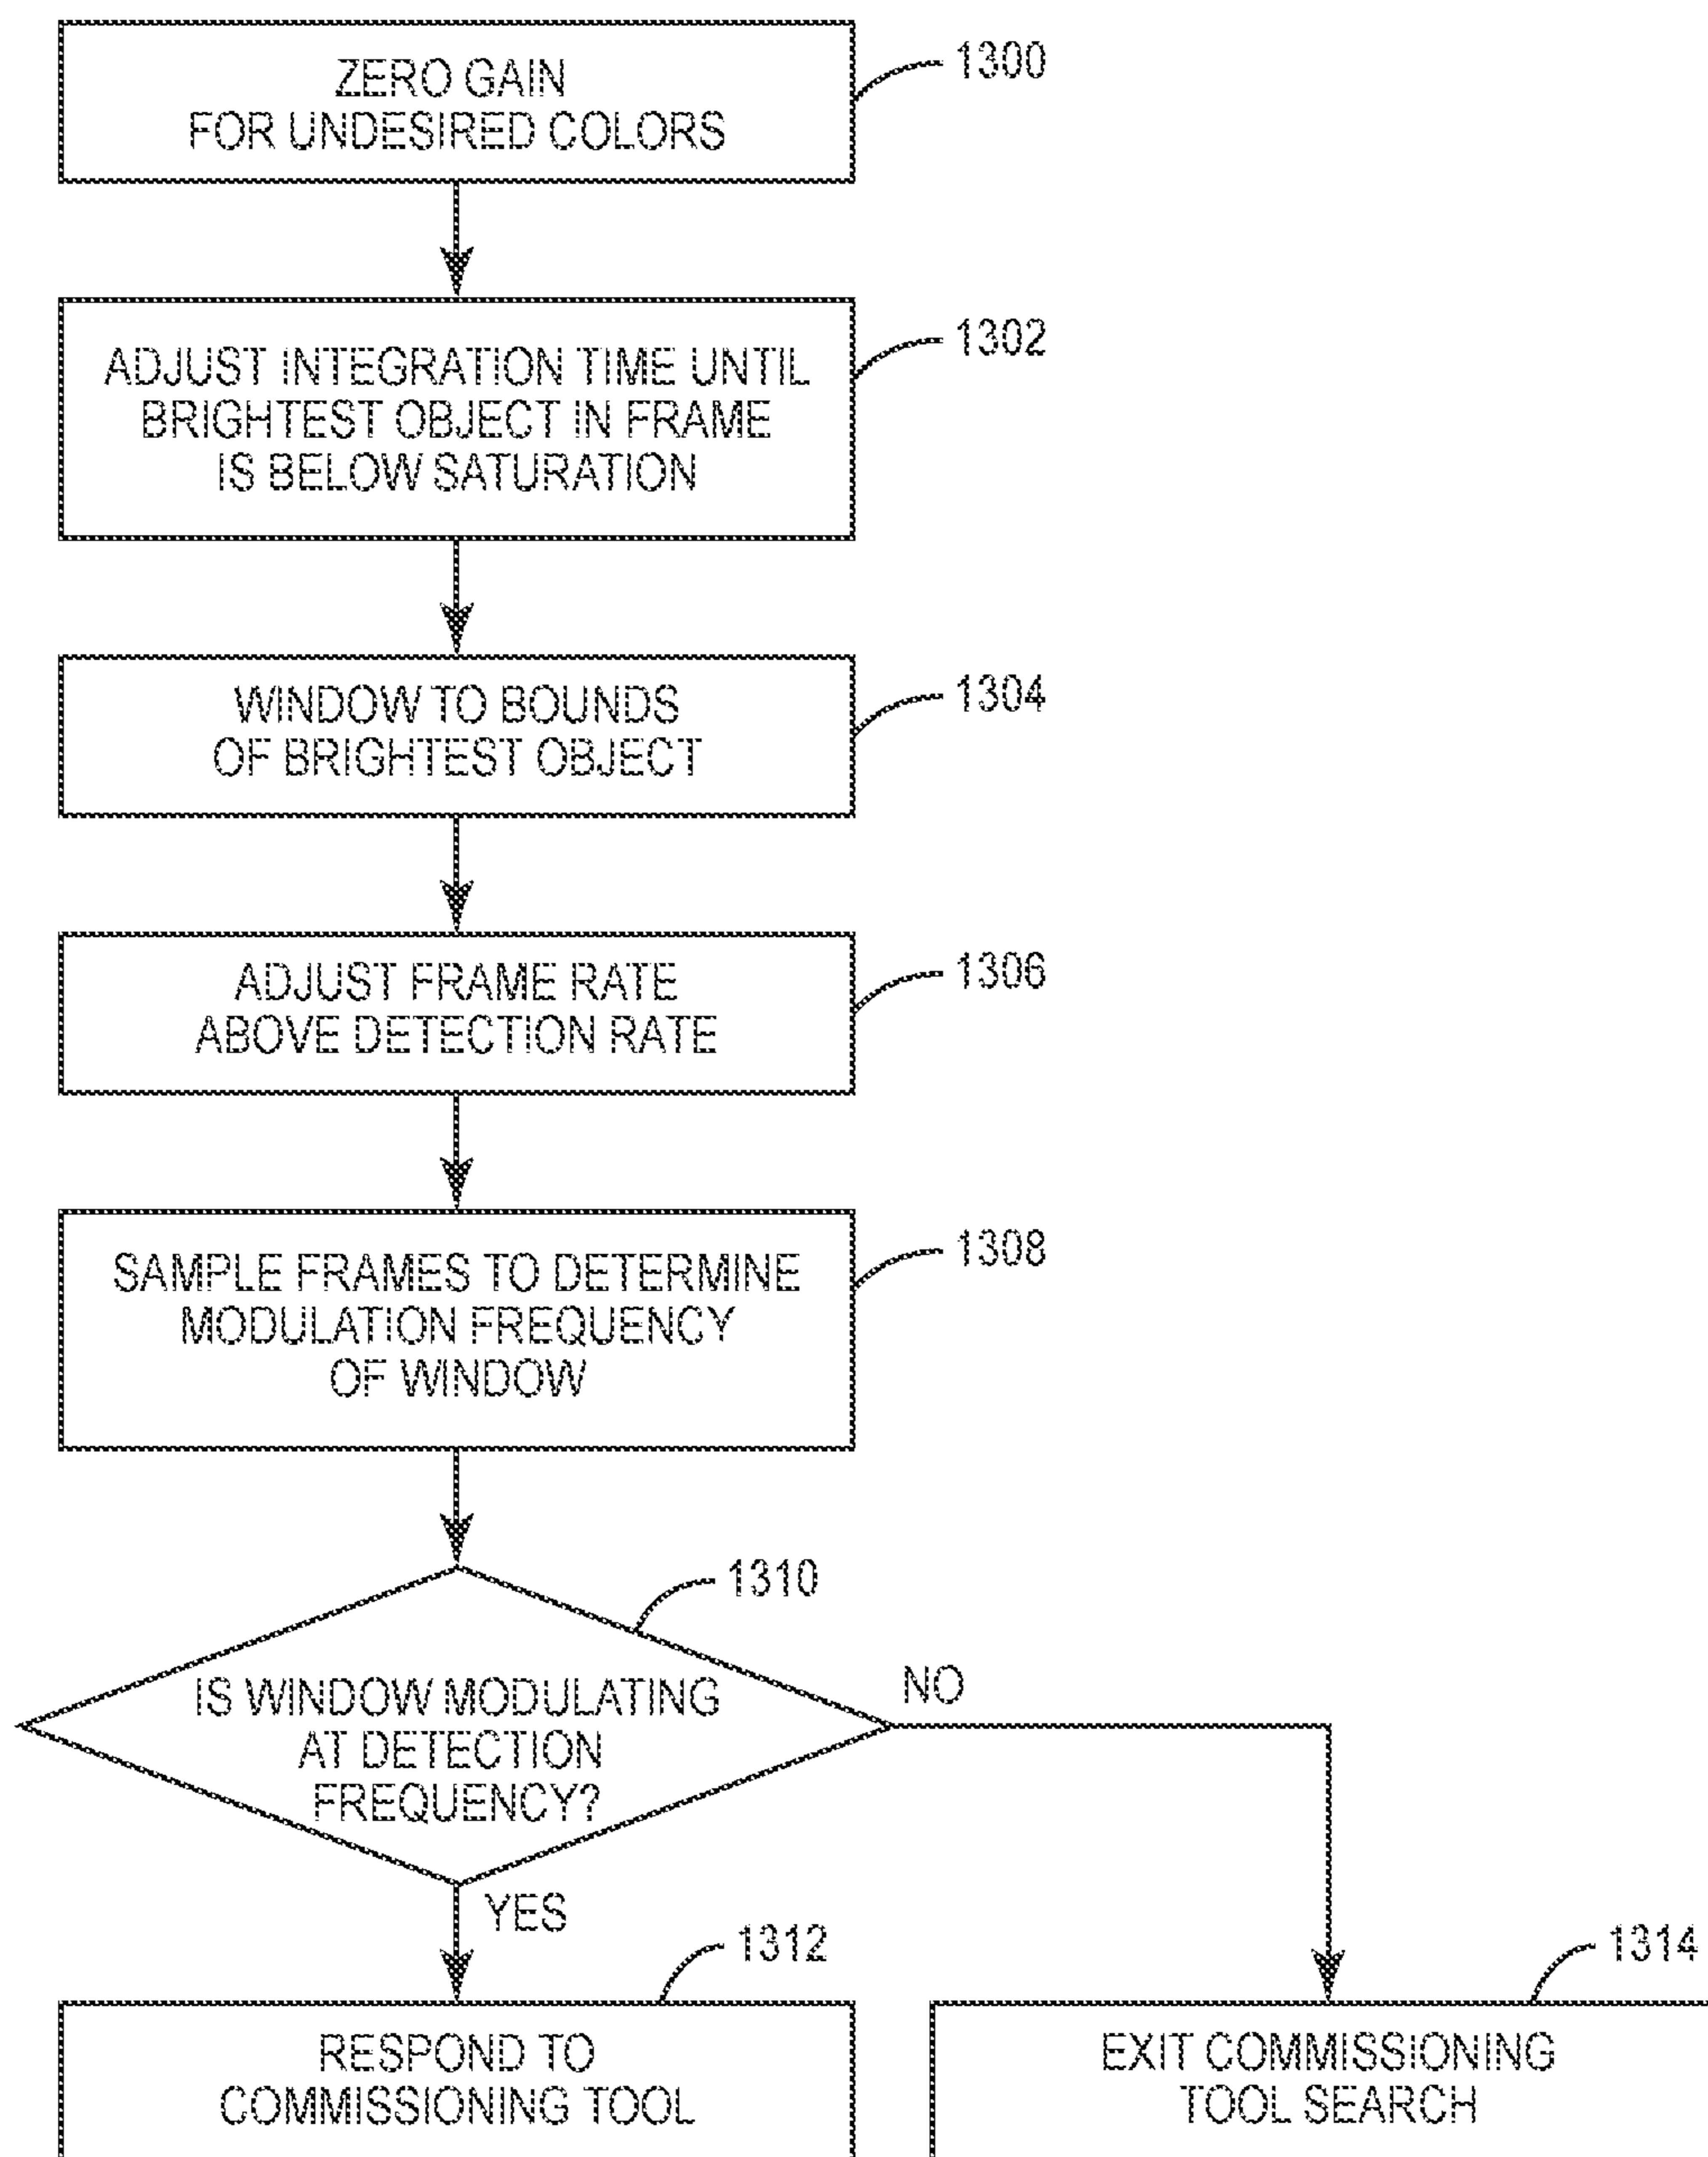 ZERO GAIN
FOR UNDESIRED COLORS
1300
ADJUST INTEGRATION TIME UNTIL
BRIGHTEST OBJECT IN FRAME
IS BELOW SATURATION
1302
WINDOW TO BOUNDS
OF BRIGHTEST OBJECT
1304
ADJUST FRAME RATE
ABOVE DETECTION RATE
1306
SAMPLE FRAMES TO DETERMINE
MODULATION FREQUENCY
OF WINDOW
1308
1310
IS WINDOW MODULATING
AT DETECTION
FREQUENCY?
NO
YES
1312
RESPOND TO
COMMISSIONING TOOL
1314
EXIT COMMISSIONING
TOOL SEARCH